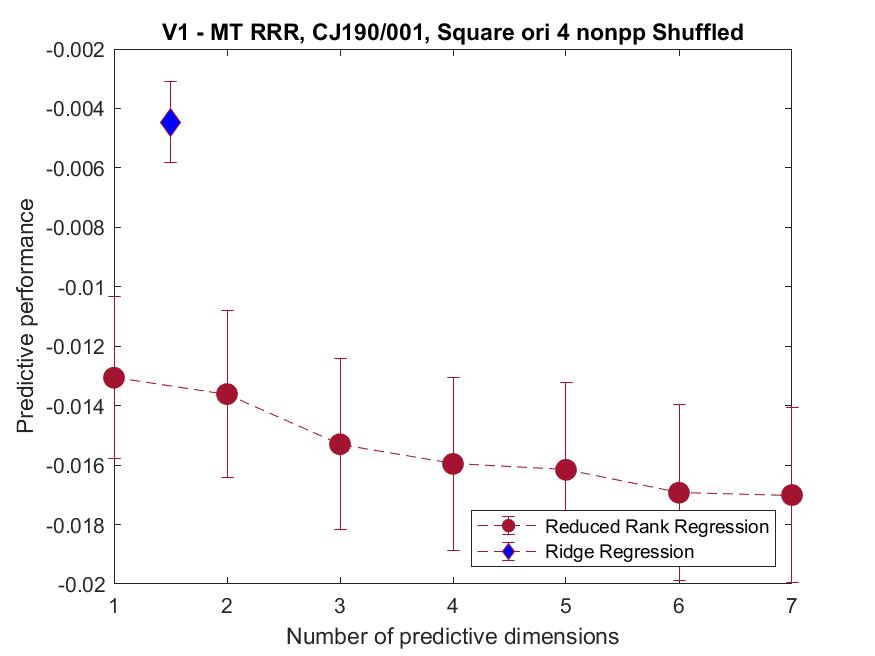 V1 - MT RRR, CJ190/001, Square ori 4 nonpp Shuffled
-0.002
-0.004
-0.006
-0.008
-0.01
-0.012
-0.014
-0.016
-0.018
-0.02
Predictive performance
Reduced Rank Regression
Ridge Regression
1 2 3 4 5 6 7
Number of predictive dimensions